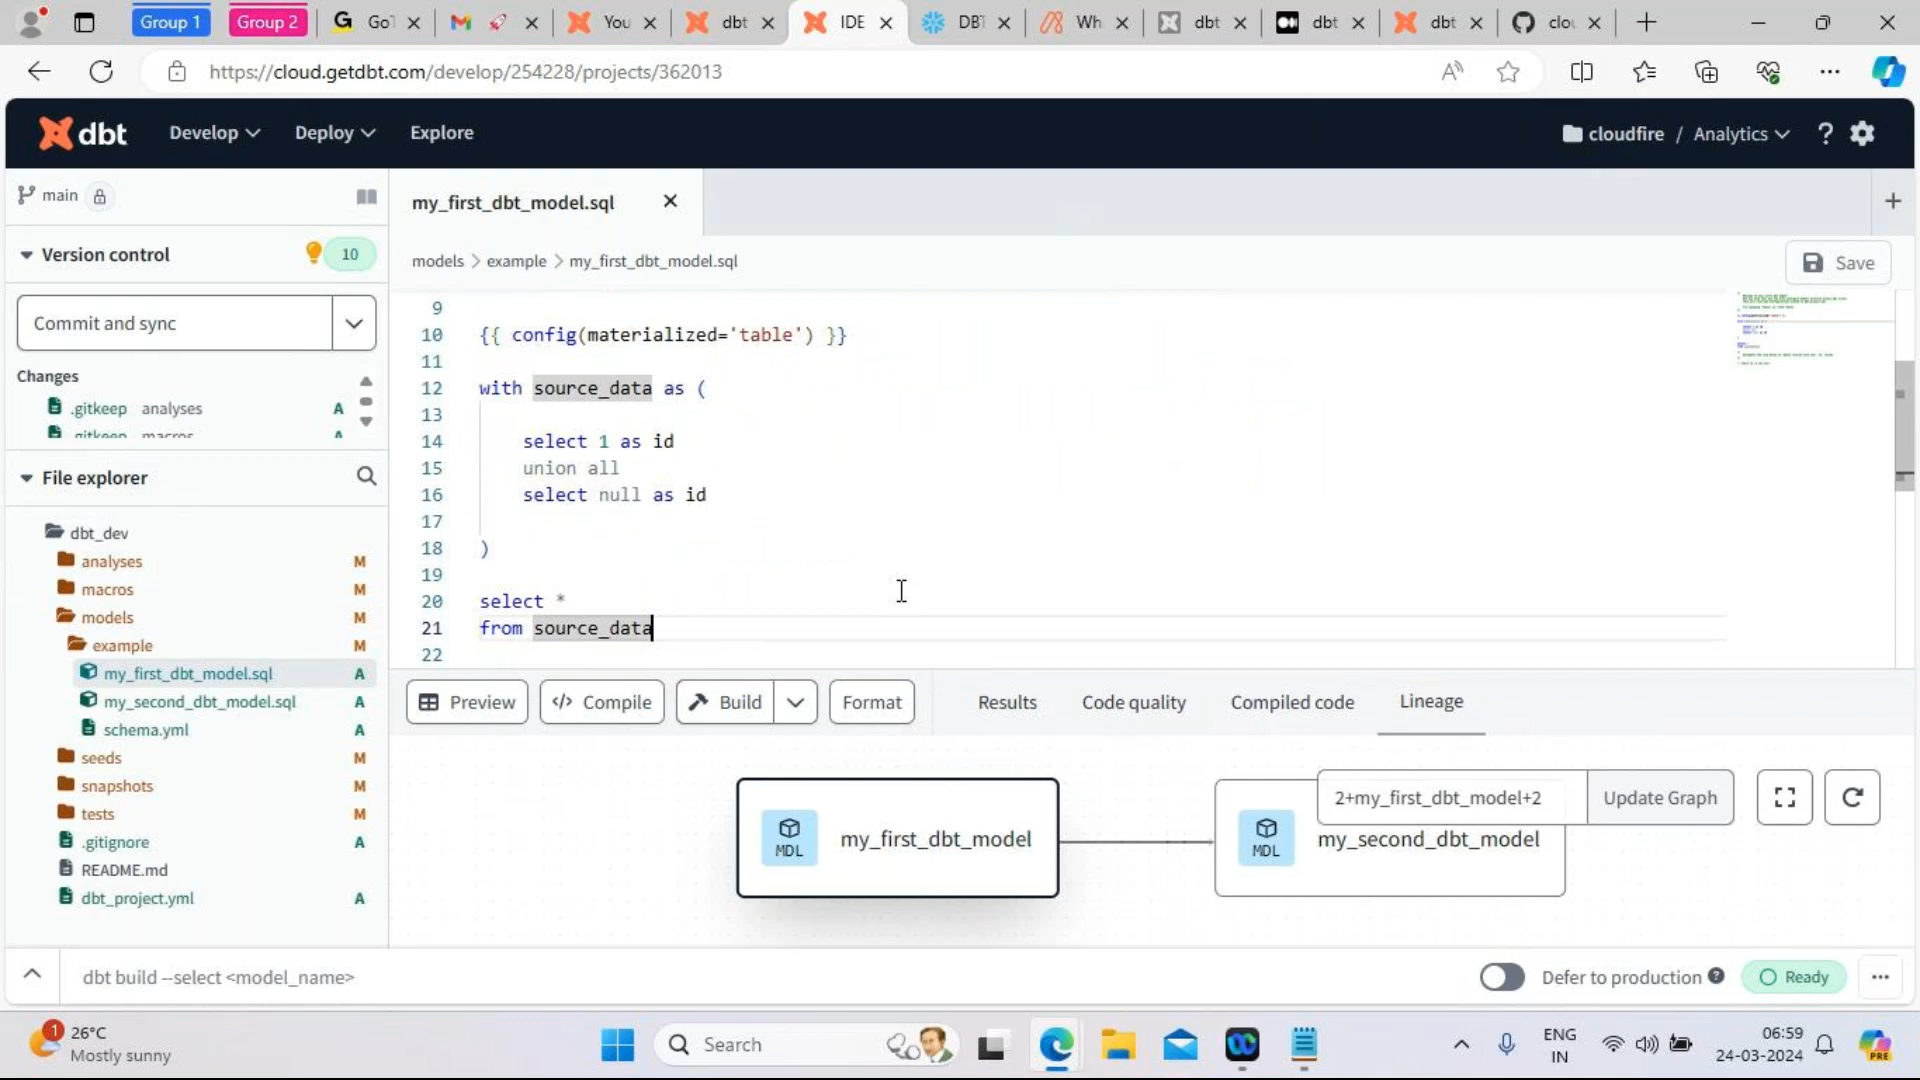 Group 1
Group 2
GoT
You
dbt
IDE
DBT
Wh
dbt
dbt
dbt
clou
https://cloud.getdbt.com/develop/254228/projects/362013
dbt
Develop
Deploy
Explore
cloudfire / Analytics
?
main
my_first_dbt_model.sql
Version control
10
models > example > my_first_dbt_model.sql
Save
Commit and sync
Changes
.gitkeep analyses A
.gitkeep macros A
File explorer
dbt_dev
analyses M
macros M
models M
example M
my_first_dbt_model.sql A
my_second_dbt_model.sql A
schema.yml A
seeds M
snapshots M
tests M
.gitignore A
README.md
dbt_project.yml A
9
10 {{ config(materialized='table') }}
11
12 with source_data as (
13
14 select 1 as id
15 union all
16 select null as id
17
18 )
19
20 select *
21 from source_data
22
Preview
Compile
Build
Format
Results
Code quality
Compiled code
Lineage
MDL
my_first_dbt_model
MDL
my_second_dbt_model
2+my_first_dbt_model+2
Update Graph
dbt build --select <model_name>
Defer to production
Ready
1
26°C
Mostly sunny
Search
ENG
IN
06:59
24-03-2024
PRE